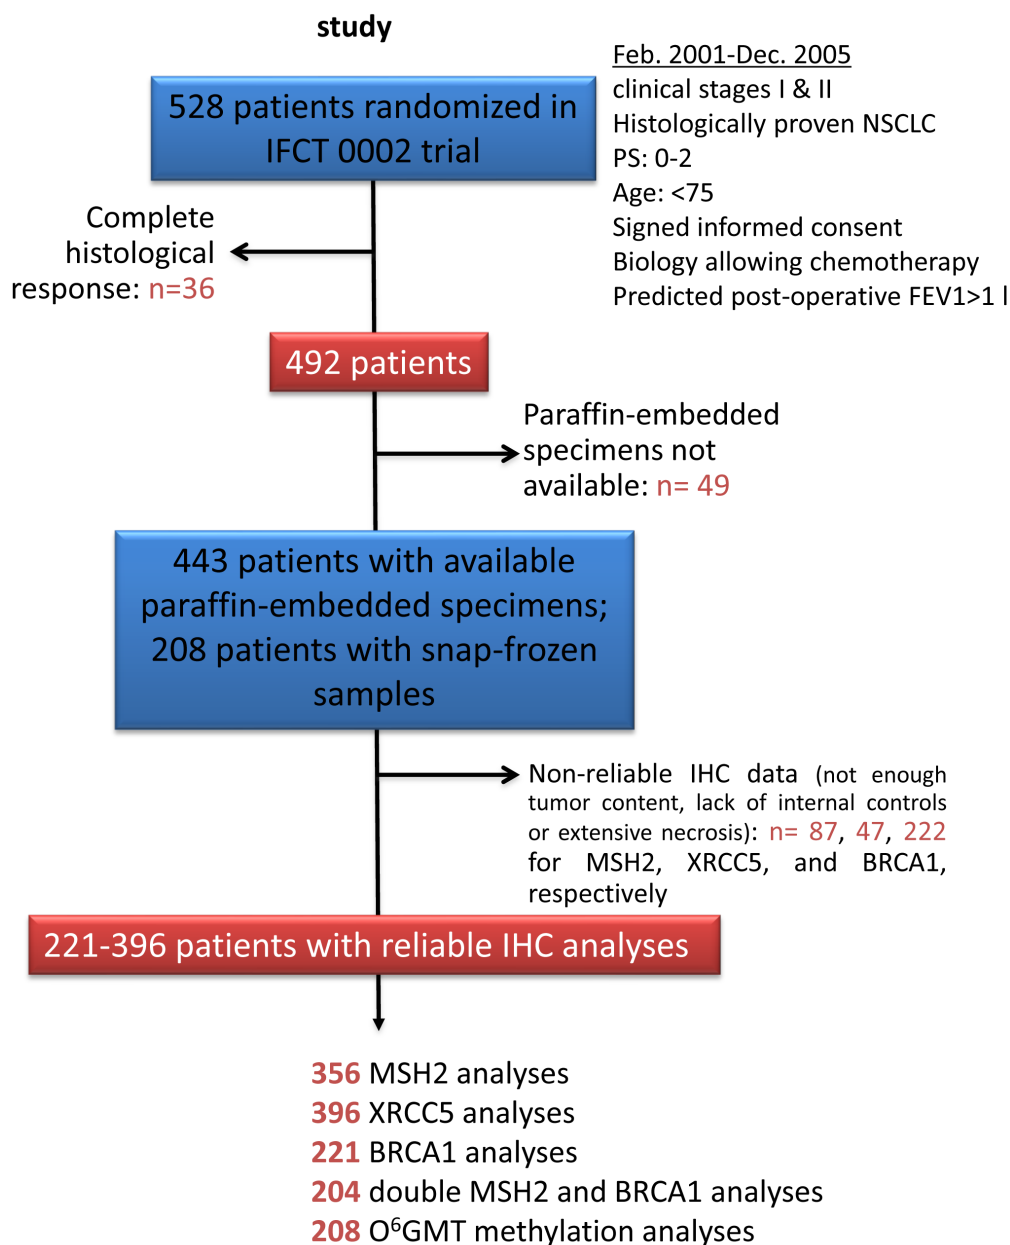 study
528 patients randomized in
IFCT 0002 trial
Feb. 2001-Dec. 2005
clinical stages I & II
Histologically proven NSCLC
PS: 0-2
Age: <75
Signed informed consent
Biology allowing chemotherapy
Predicted post-operative FEV1>1 l
Complete
histological
response: n=36
492 patients
Paraffin-embedded
specimens not
available: n= 49
443 patients with available
paraffin-embedded specimens;
208 patients with snap-frozen
samples
Non-reliable IHC data (not enough
tumor content, lack of internal controls
or extensive necrosis): n= 87, 47, 222
for MSH2, XRCC5, and BRCA1,
respectively
221-396 patients with reliable IHC analyses
356 MSH2 analyses
396 XRCC5 analyses
221 BRCA1 analyses
204 double MSH2 and BRCA1 analyses
208 O⁶GMT methylation analyses